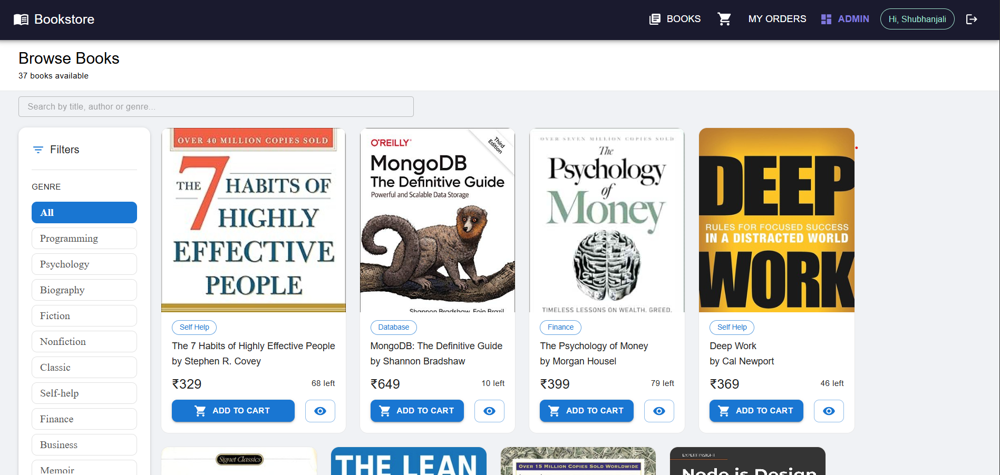 Bookstore
BOOKS
MY ORDERS
ADMIN
Hi, Shubhanjali
Browse Books
37 books available
Search by title, author or genre...
Filters
GENRE
All
Programming
Psychology
Biography
Fiction
Nonfiction
Classic
Self-help
Finance
Business
Memoir
OVER 40 MILLION COPIES SOLD
THE 7 HABITS OF
HIGHLY
EFFECTIVE
PEOPLE
Self Help
The 7 Habits of Highly Effective People
by Stephen R. Covey
₹329
68 left
ADD TO CART
O'REILLY®
Third
Edition
MongoDB
The Definitive Guide
Powerful and Scalable Data Storage
Shannon Bradshaw, Eoin Brazil
Database
MongoDB: The Definitive Guide
by Shannon Bradshaw
₹649
10 left
ADD TO CART
OVER SEVEN MILLION COPIES SOLD
The
Psychology
of
Money
TIMELESS LESSONS ON WEALTH, GREED,
Finance
The Psychology of Money
by Morgan Housel
₹399
79 left
ADD TO CART
DEEP
RULES FOR FOCUSED SUCCESS
IN A DISTRACTED WORLD
WORK
Self Help
Deep Work
by Cal Newport
₹369
46 left
ADD TO CART
Signet Classics
THE LEAN
OVER 15 MILLION COPIES SOLD WORLDWIDE
EXPERT INSIGHT
Node.js Design